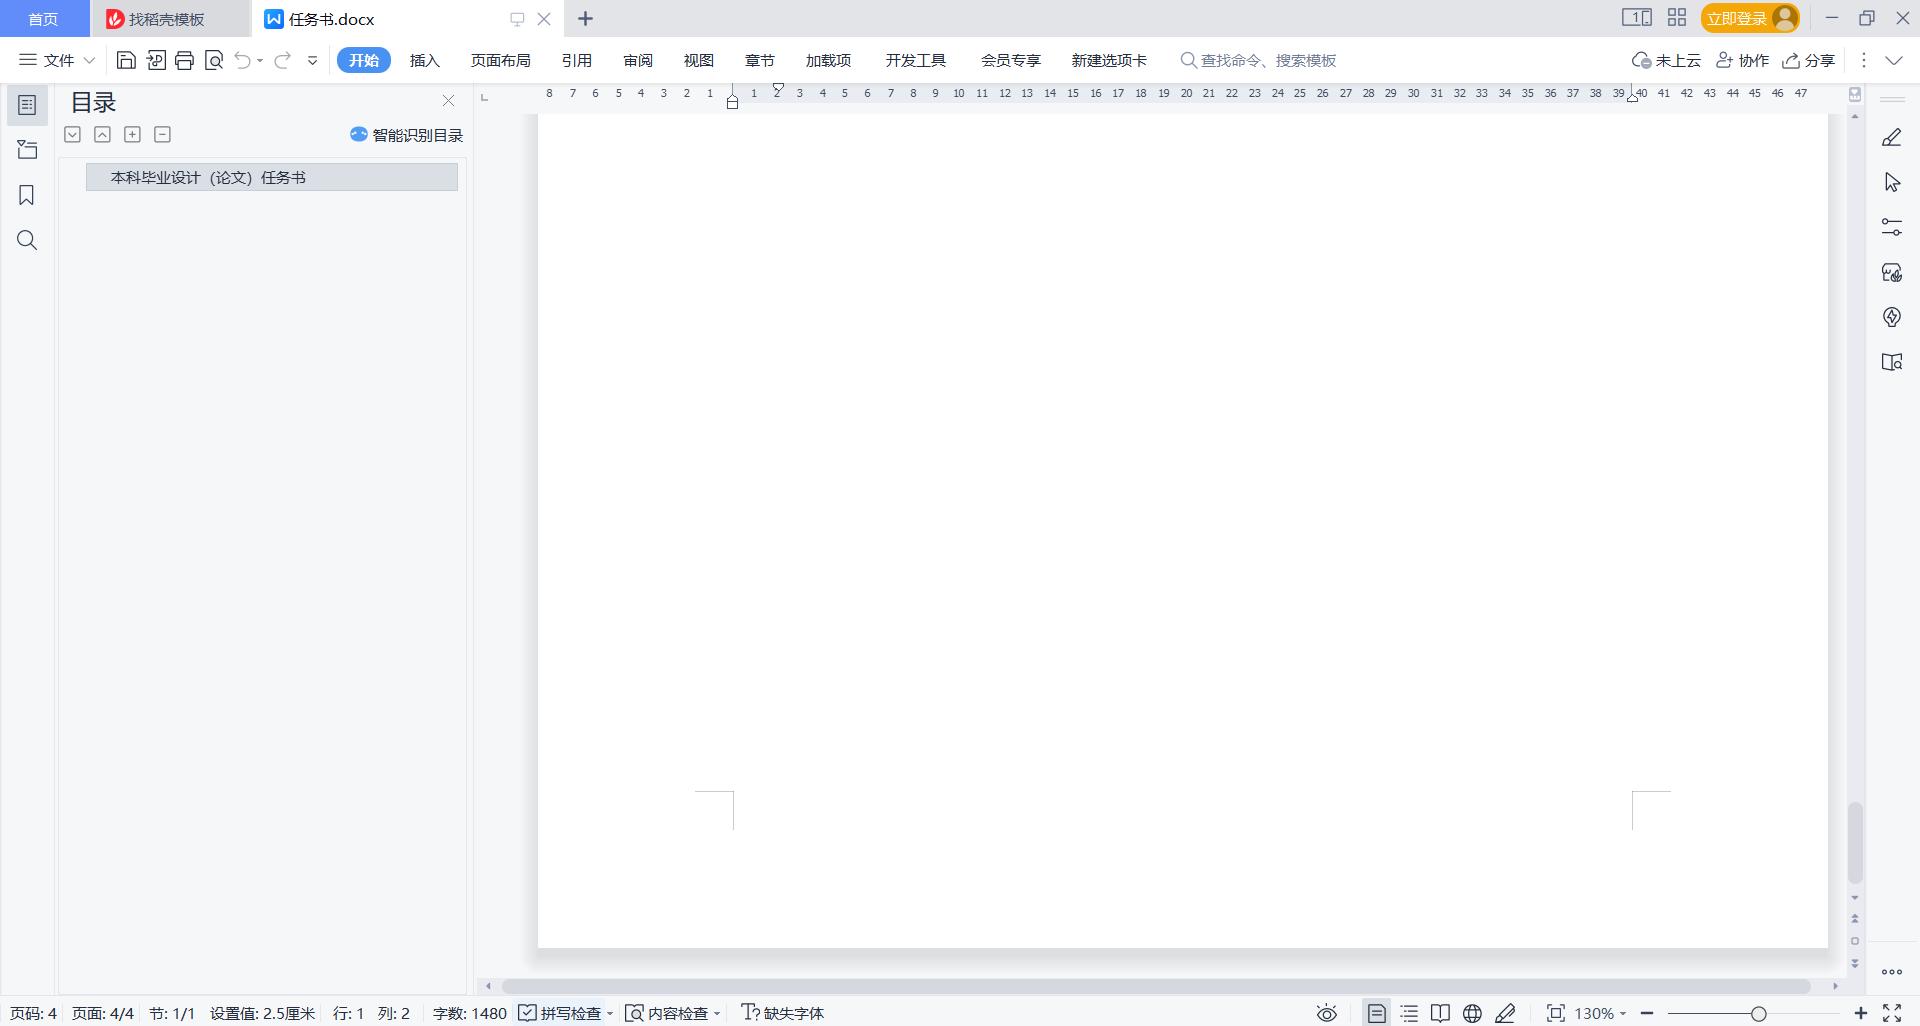 首页
找稻壳模板
任务书.docx
1
立即登录
文件
开始
插入
页面布局
引用
审阅
视图
章节
加载项
开发工具
会员专享
新建选项卡
查找命令、搜索模板
未上云
协作
分享
目录
智能识别目录
本科毕业设计（论文）任务书
8 7 6 5 4 3 2 1 1 2 3 4 5 6 7 8 9 10 11 12 13 14 15 16 17 18 19 20 21 22 23 24 25 26 27 28 29 30 31 32 33 34 35 36 37 38 39 40 41 42 43 44 45 46 47
页码: 4 页面: 4/4 节: 1/1 设置值: 2.5厘米 行: 1 列: 2 字数: 1480 拼写检查 内容检查 缺失字体 130%